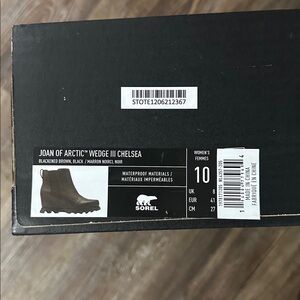 STOTE1206212367
JOAN OF ARCTIC™ WEDGE III CHELSEA
BLACKENED BROWN, BLACK / MARRON NOIRCI, NOIR
WATERPROOF MATERIALS /
MATÉRIAUX IMPERMÉABLES
SOREL
WOMEN'S
FEMMES
10
UK 8
EUR 41
CM 27
MADE IN CHINA
FABRIQUÉ EN CHINE